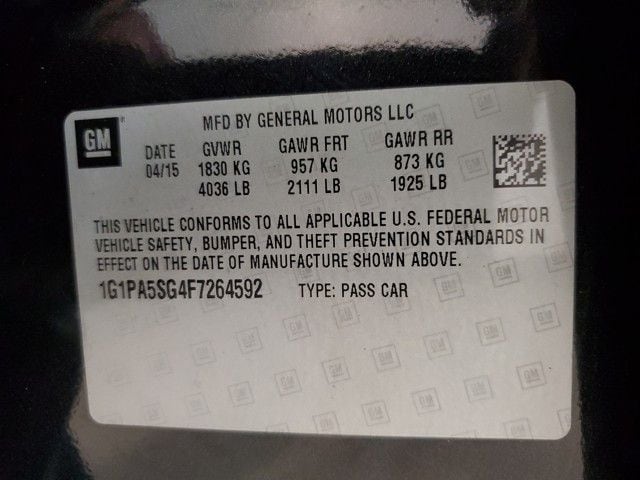 GM
MFD BY GENERAL MOTORS LLC
DATE GVWR GAWR FRT GAWR RR
04/15 1830 KG 957 KG 873 KG
4036 LB 2111 LB 1925 LB
THIS VEHICLE CONFORMS TO ALL APPLICABLE U.S. FEDERAL MOTOR
VEHICLE SAFETY, BUMPER, AND THEFT PREVENTION STANDARDS IN
EFFECT ON THE DATE OF MANUFACTURE SHOWN ABOVE.
1G1PA5SG4F7264592 TYPE: PASS CAR